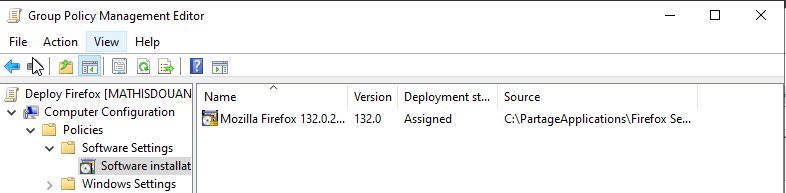 Group Policy Management Editor
File Action View Help
Deploy Firefox [MATHISDOUAN
Computer Configuration
Policies
Software Settings
Software installat
Windows Settings
Name Version Deployment st... Source
Mozilla Firefox 132.0.2... 132.0 Assigned C:\PartageApplications\Firefox Se...